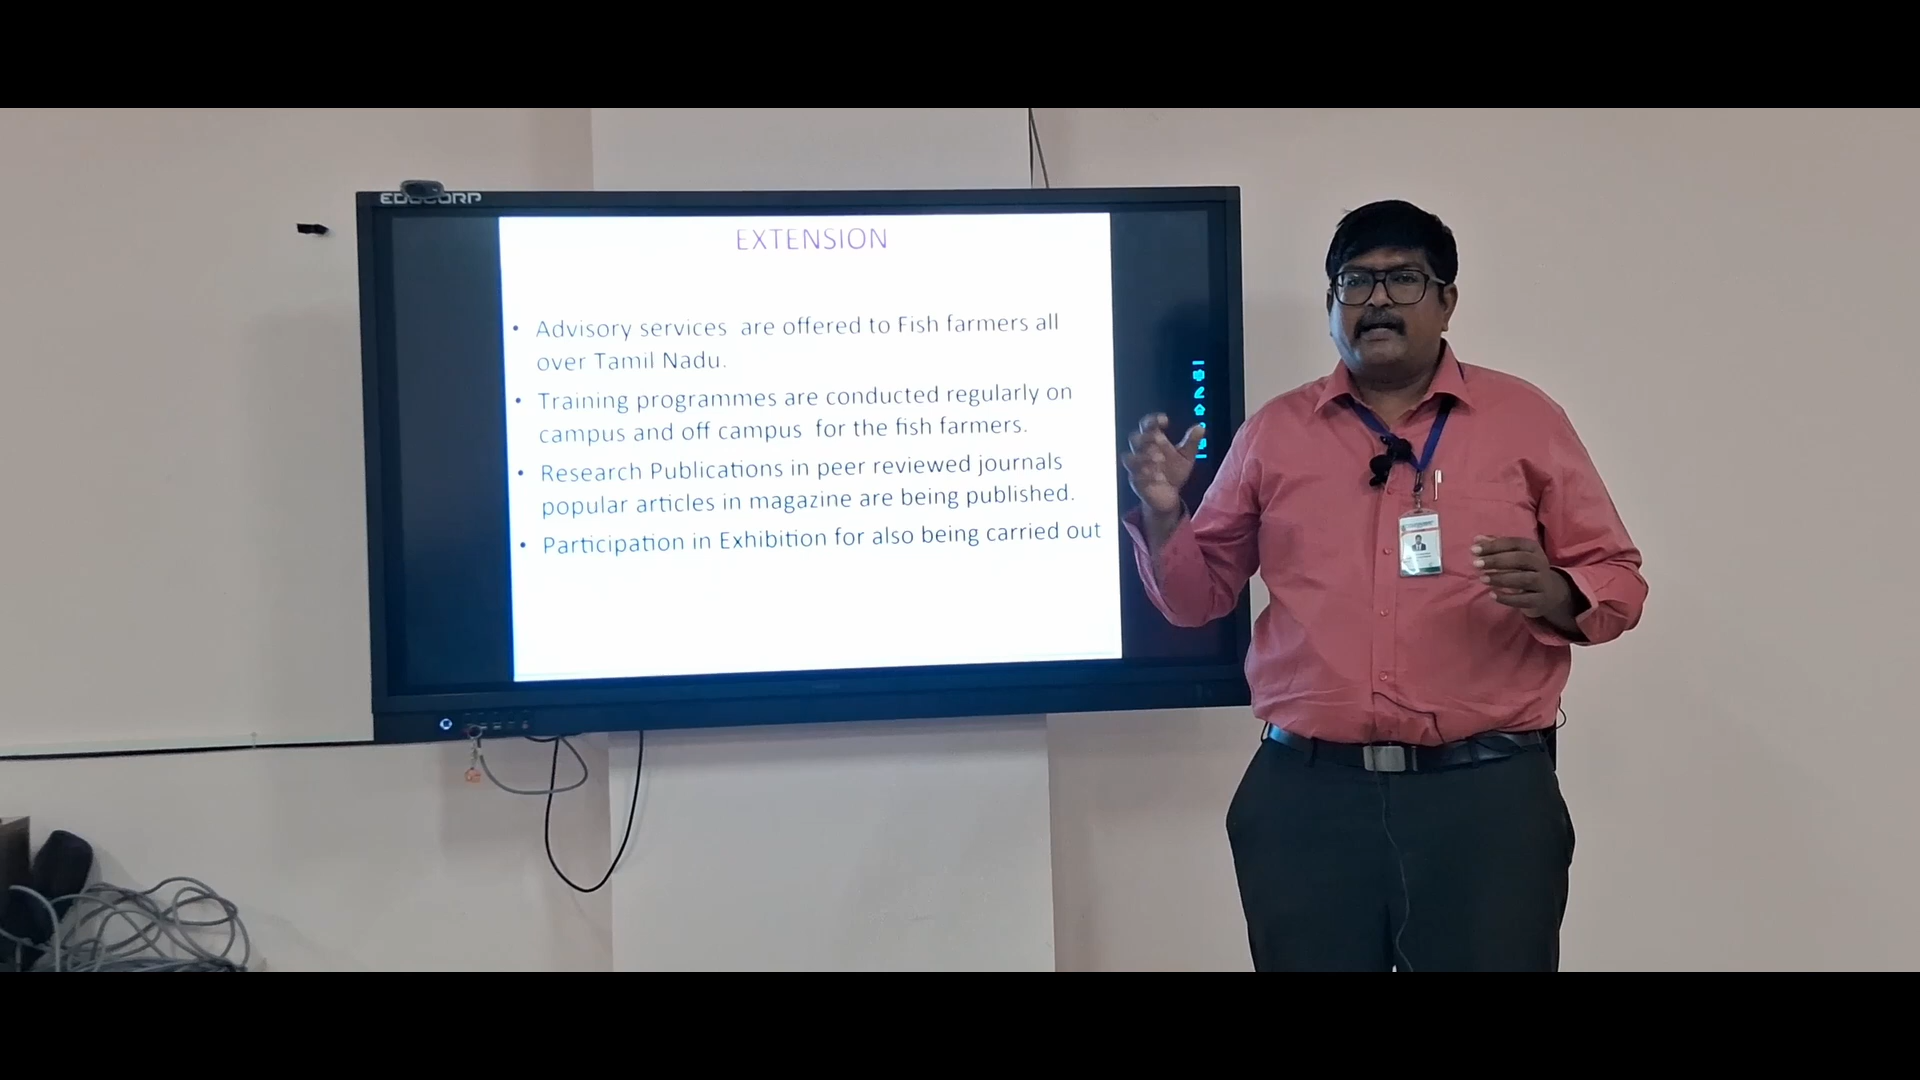 EDUCORP
EXTENSION
• Advisory services are offered to Fish farmers all
over Tamil Nadu.
• Training programmes are conducted regularly on
campus and off campus for the fish farmers.
• Research Publications in peer reviewed journals
popular articles in magazine are being published.
• Participation in Exhibition for also being carried out